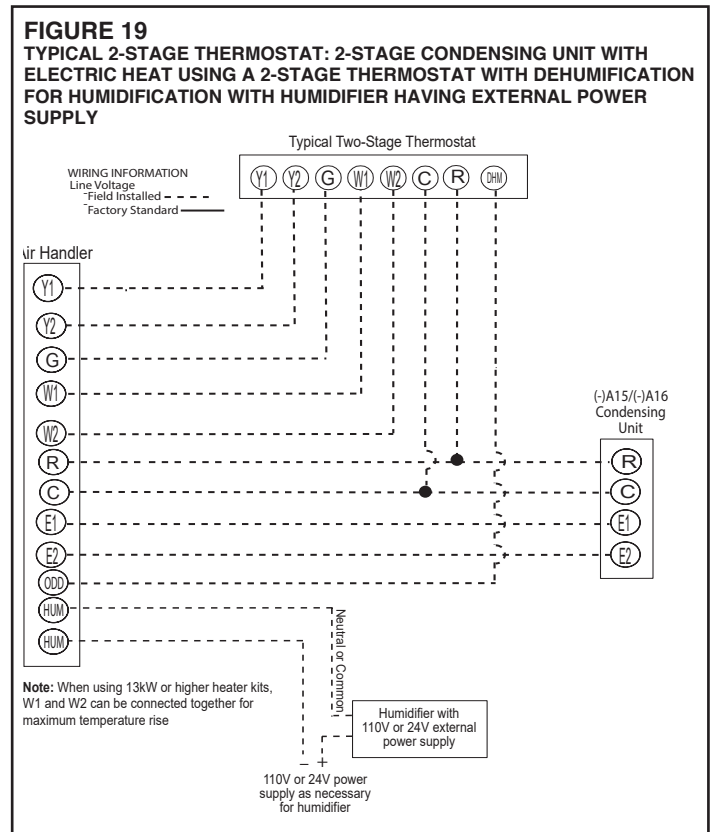 FIGURE 19
TYPICAL 2-STAGE THERMOSTAT: 2-STAGE CONDENSING UNIT WITH
ELECTRIC HEAT USING A 2-STAGE THERMOSTAT WITH DEHUMIFICATION
FOR HUMIDIFICATION WITH HUMIDIFIER HAVING EXTERNAL POWER
SUPPLY
Typical Two-Stage Thermostat
WIRING INFORMATION
Line Voltage
-Field Installed
-Factory Standard
Y1 Y2 G W1 W2 C R DHM
Air Handler
Y1
Y2
G
W1
W2
R
C
E1
E2
ODD
HUM
HUM
(-)A15/(-)A16
Condensing
Unit
R
C
E1
E2
Neutral or Common
Note: When using 13kW or higher heater kits,
W1 and W2 can be connected together for
maximum temperature rise
Humidifier with
110V or 24V external
power supply
- +
110V or 24V power
supply as necessary
for humidifier